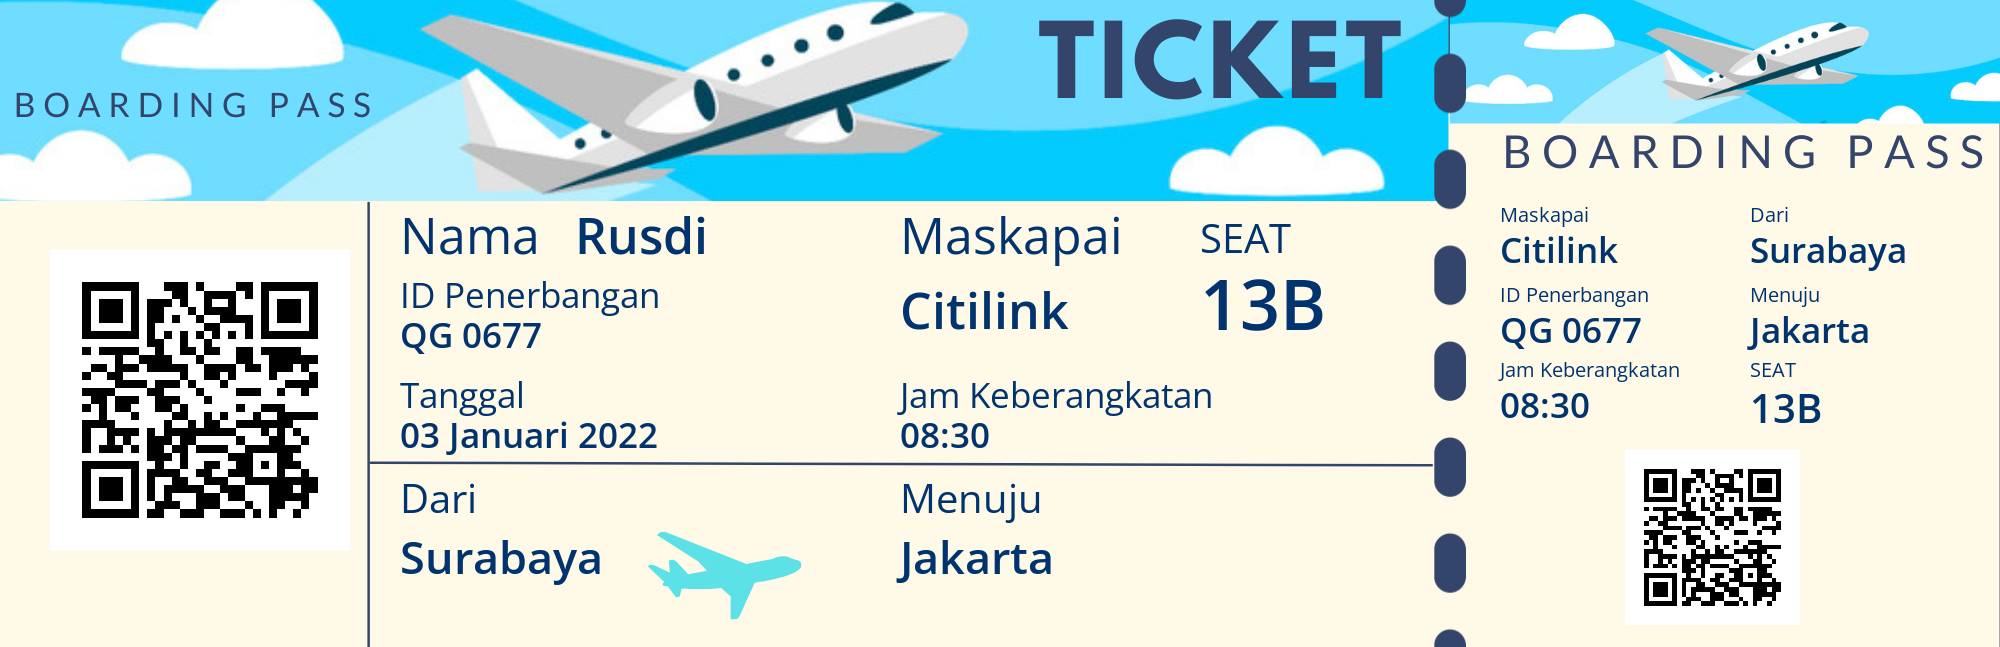 BOARDING PASS
TICKET
Nama Rusdi
ID Penerbangan
QG 0677
Tanggal
03 Januari 2022
Maskapai
Citilink
SEAT
13B
Jam Keberangkatan
08:30
Dari
Surabaya
Menuju
Jakarta
BOARDING PASS
Maskapai
Citilink
Dari
Surabaya
ID Penerbangan
QG 0677
Menuju
Jakarta
Jam Keberangkatan
08:30
SEAT
13B